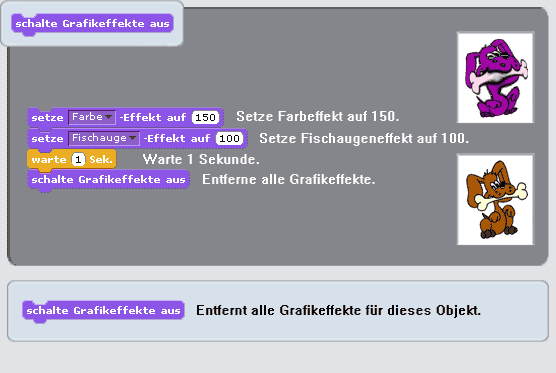 schalte Grafikeffekte aus
setze Farbe -Effekt auf 150 Setze Farbeffekt auf 150.
setze Fischauge -Effekt auf 100 Setze Fischaugeneffekt auf 100.
warte 1 Sek. Warte 1 Sekunde.
schalte Grafikeffekte aus Entferne alle Grafikeffekte.
schalte Grafikeffekte aus Entfernt alle Grafikeffekte für dieses Objekt.